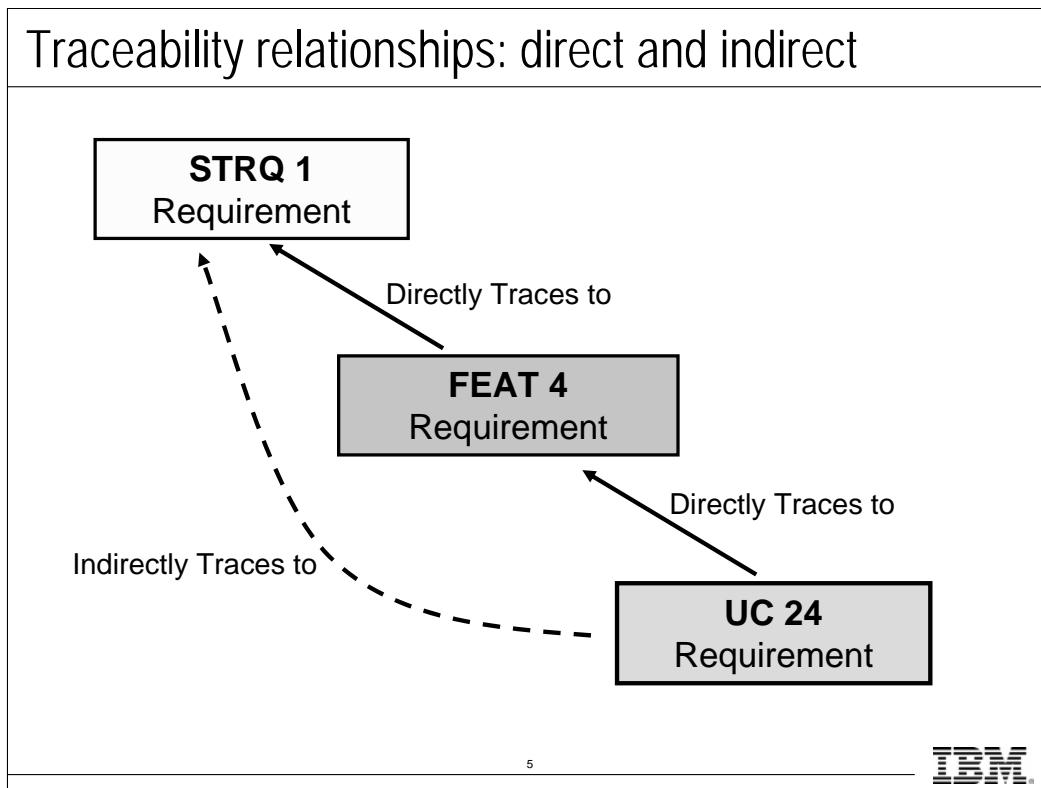 Traceability relationships: direct and indirect
STRQ 1
Requirement
Directly Traces to
FEAT 4
Requirement
Directly Traces to
Indirectly Traces to
UC 24
Requirement
5
IBM.